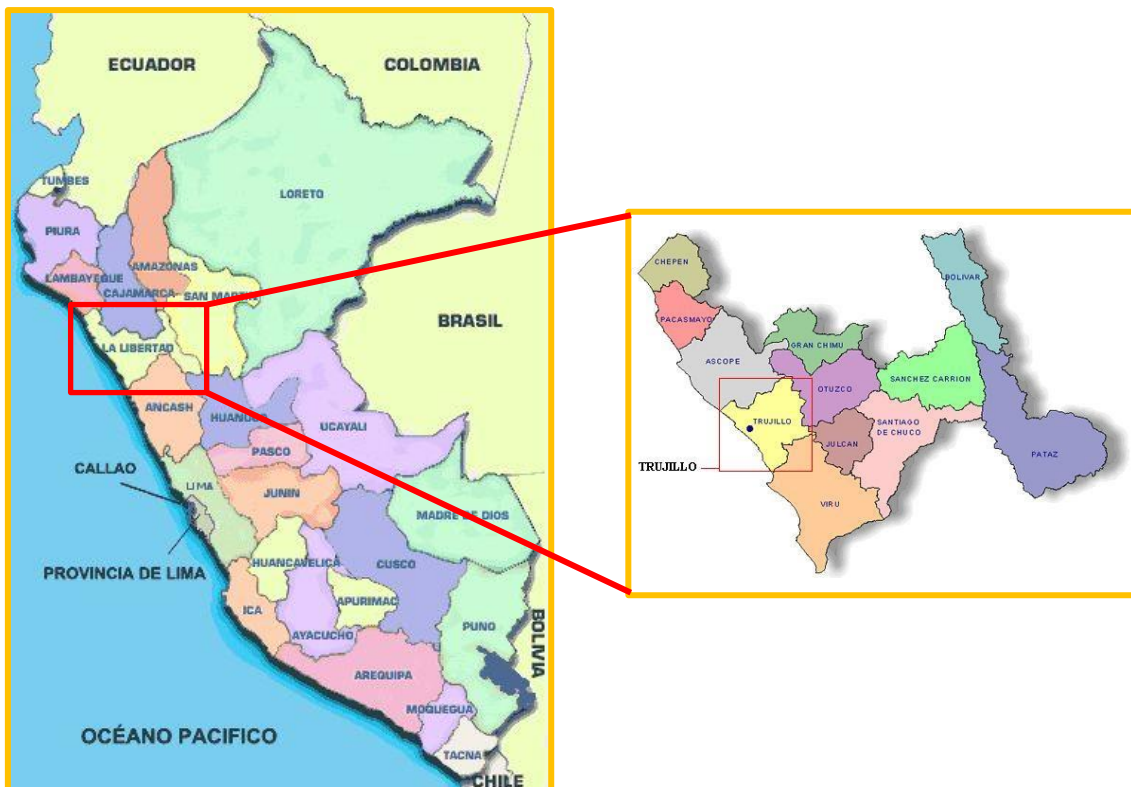 ECUADOR
COLOMBIA
TUMBES
LORETO
PIURA
AMAZONAS
LAMBAYEQUE
CAJAMARCA
SAN MARTIN
BRASIL
LA LIBERTAD
ANCASH
HUANUCO
UCAYALI
PASCO
CALLAO
LIMA
JUNIN
MADRE DE DIOS
PROVINCIA DE LIMA
HUANCAVELICA
CUSCO
ICA
APURIMAC
AYACUCHO
PUNO
BOLIVIA
AREQUIPA
MOQUEGUA
OCÉANO PACIFICO
TACNA
CHILE
CHEPEN
BOLIVAR
PACASMAYO
GRAN CHIMU
ASCOPE
OTUZCO
SANCHEZ CARRION
TRUJILLO
SANTIAGO
DE CHUCO
JULCAN
PATAZ
TRUJILLO
VIRU